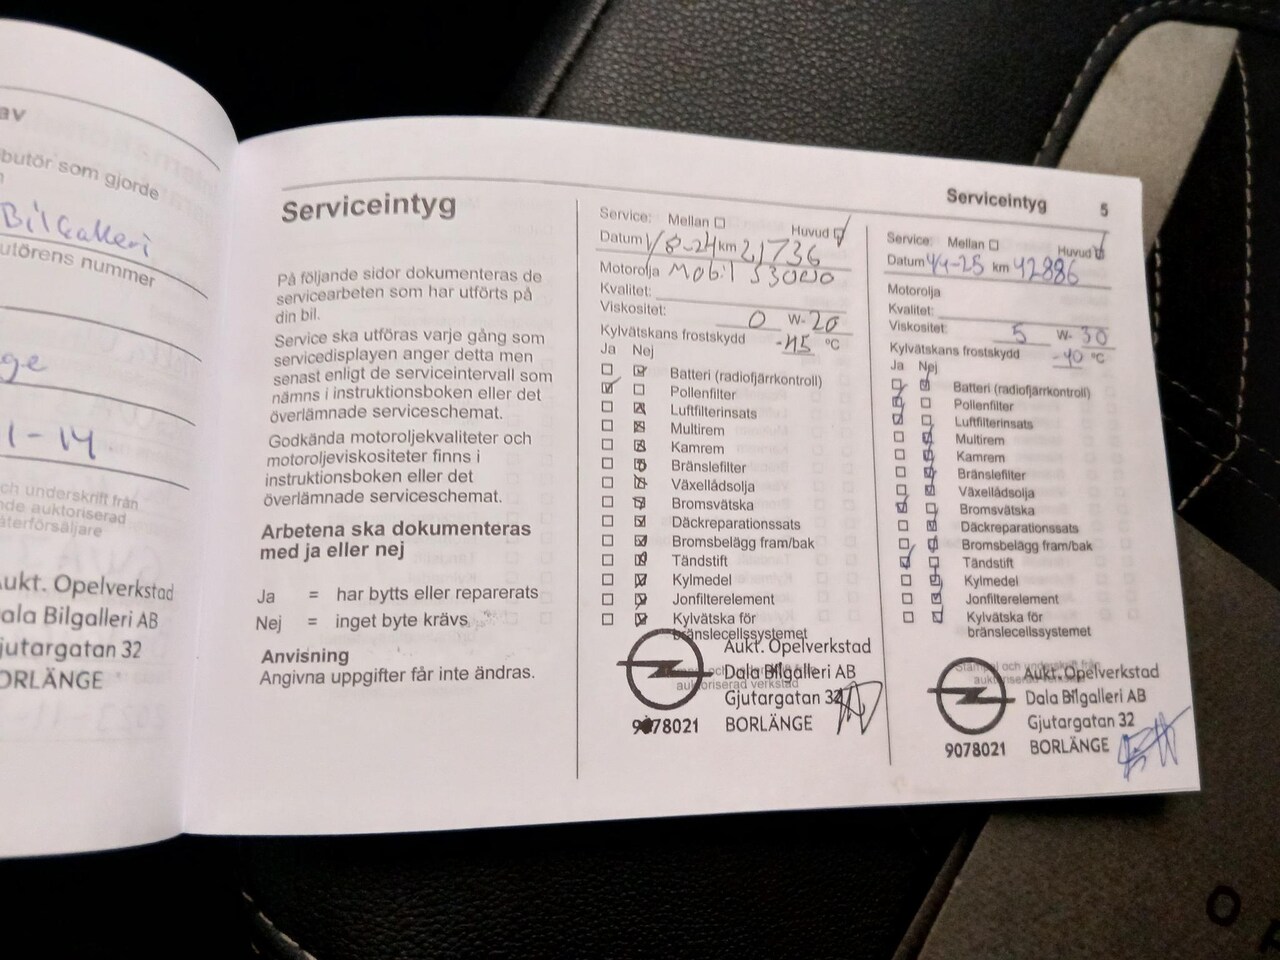 av
butör som gjorde
Bilgalleri
utörens nummer
ge
1-14
ch underskrift från
nde auktoriserad
återförsäljare
Aukt. Opelverkstad
Dala Bilgalleri AB
Gjutargatan 32
BORLÄNGE
Serviceintyg
På följande sidor dokumenteras de
servicearbeten som har utförts på
din bil.
Service ska utföras varje gång som
servicedisplayen anger detta men
senast enligt de serviceintervall som
nämns i instruktionsboken eller det
överlämnade serviceschemat.
Godkända motoroljekvaliteter och
motoroljeviskositeter finns i
instruktionsboken eller det
överlämnade serviceschemat.
Arbetena ska dokumenteras
med ja eller nej
Ja = har bytts eller reparerats
Nej = inget byte krävs
Anvisning
Angivna uppgifter får inte ändras.
Serviceintyg 5
Service: Mellan Huvud
Datum 1/8-24 km 21736
Motorolja Mobil
Kvalitet:
Viskositet: 0 W- 20
Kylvätskans frostskydd -45 °C
Ja Nej
Batteri (radiofjärrkontroll)
Pollenfilter
Luftfilterinsats
Multirem
Kamrem
Bränslefilter
Växellådsolja
Bromsvätska
Däckreparationssats
Bromsbelägg fram/bak
Tändstift
Kylmedel
Jonfilterelement
Kylvätska för
bränslecellssystemet
Aukt. Opelverkstad
Dala Bilgalleri AB
auktoriserad verkstad
Gjutargatan 32
9078021 BORLÄNGE
Service: Mellan Huvud
Datum km 42886
Motorolja
Kvalitet:
Viskositet: 5 W- 30
Kylvätskans frostskydd -40 °C
Ja Nej
Batteri (radiofjärrkontroll)
Pollenfilter
Luftfilterinsats
Multirem
Kamrem
Bränslefilter
Växellådsolja
Bromsvätska
Däckreparationssats
Bromsbelägg fram/bak
Tändstift
Kylmedel
Jonfilterelement
Kylvätska för
bränslecellssystemet
Stämpel och underskrift från
Aukt. Opelverkstad
Dala Bilgalleri AB
Gjutargatan 32
9078021 BORLÄNGE
O